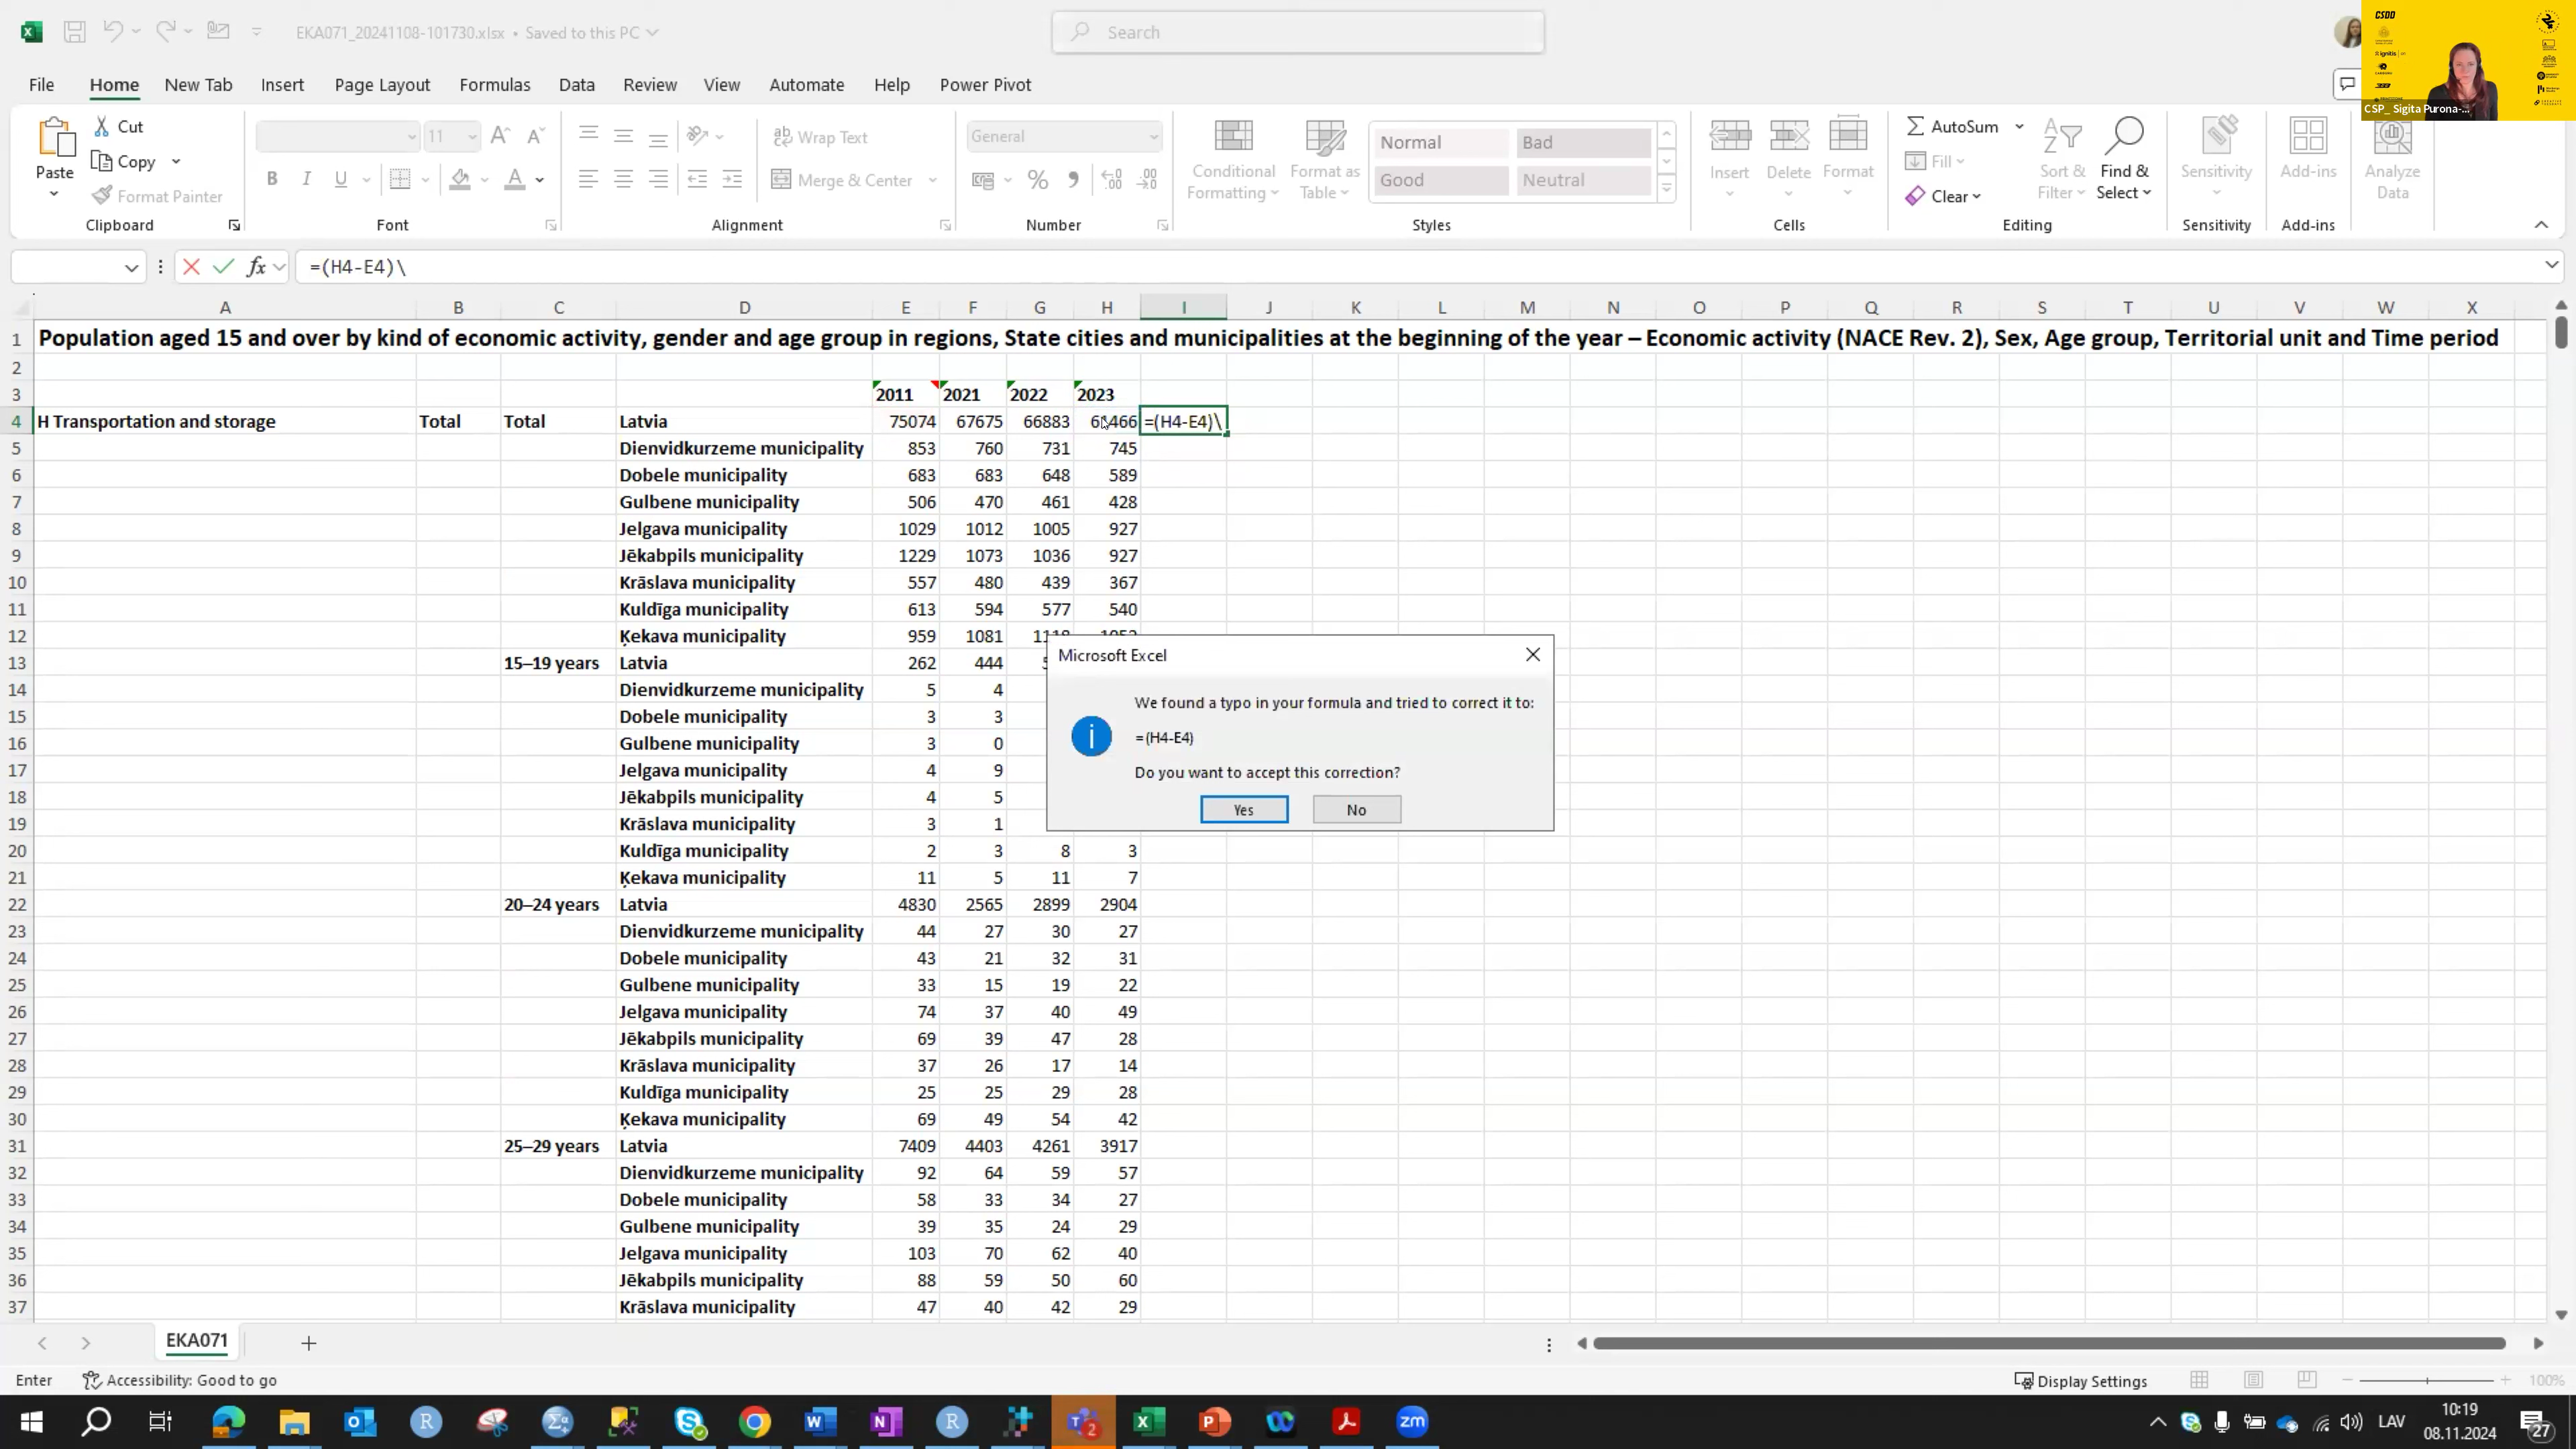 EKA071_20241108-101730.xlsx • Saved to this PC
Search
File Home New Tab Insert Page Layout Formulas Data Review View Automate Help Power Pivot
Paste
Cut
Copy
Format Painter
Clipboard
11
Font
Wrap Text
Merge & Center
Alignment
General
Number
Conditional Formatting
Format as Table
Normal Bad
Good Neutral
Styles
Insert Delete Format
Cells
AutoSum
Fill
Clear
Sort & Filter
Find & Select
Editing
Sensitivity
Sensitivity
Add-ins
Add-ins
Analyze Data
CSDD
CSP_ Sigita Purona-...
fx =(H4-E4)\
A B C D E F G H I J K L M N O P Q R S T U V W X
1 Population aged 15 and over by kind of economic activity, gender and age group in regions, State cities and municipalities at the beginning of the year – Economic activity (NACE Rev. 2), Sex, Age group, Territorial unit and Time period
2
3 2011 2021 2022 2023
4 H Transportation and storage Total Total Latvia 75074 67675 66883 =(H4-E4)\
5 Dienvidkurzeme municipality 853 760 731 745
6 Dobele municipality 683 683 648 589
7 Gulbene municipality 506 470 461 428
8 Jelgava municipality 1029 1012 1005 927
9 Jēkabpils municipality 1229 1073 1036 927
10 Krāslava municipality 557 480 439 367
11 Kuldīga municipality 613 594 577 540
12 Ķekava municipality 959 1081
13 15–19 years Latvia 262 444
14 Dienvidkurzeme municipality 5 4
15 Dobele municipality 3 3
16 Gulbene municipality 3 0
17 Jelgava municipality 4 9
18 Jēkabpils municipality 4 5
19 Krāslava municipality 3 1
20 Kuldīga municipality 2 3 8 3
21 Ķekava municipality 11 5 11 7
22 20–24 years Latvia 4830 2565 2899 2904
23 Dienvidkurzeme municipality 44 27 30 27
24 Dobele municipality 43 21 32 31
25 Gulbene municipality 33 15 19 22
26 Jelgava municipality 74 37 40 49
27 Jēkabpils municipality 69 39 47 28
28 Krāslava municipality 37 26 17 14
29 Kuldīga municipality 25 25 29 28
30 Ķekava municipality 69 49 54 42
31 25–29 years Latvia 7409 4403 4261 3917
32 Dienvidkurzeme municipality 92 64 59 57
33 Dobele municipality 58 33 34 27
34 Gulbene municipality 39 35 24 29
35 Jelgava municipality 103 70 62 40
36 Jēkabpils municipality 88 59 50 60
37 Krāslava municipality 47 40 42 29
Microsoft Excel
We found a typo in your formula and tried to correct it to:
=(H4-E4)
Do you want to accept this correction?
Yes No
EKA071
Enter Accessibility: Good to go Display Settings 100%
LAV
10:19
08.11.2024
27